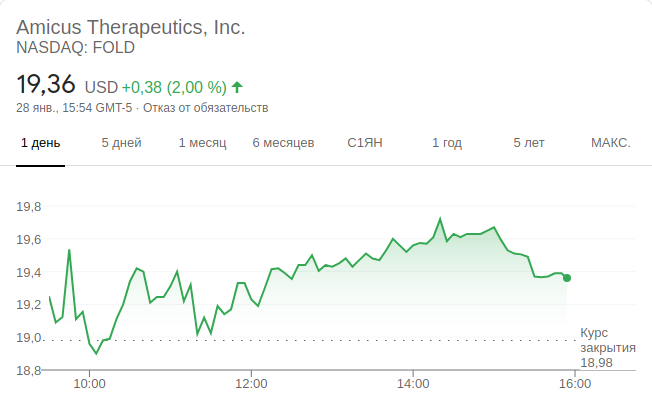 Amicus Therapeutics, Inc.
NASDAQ: FOLD
19,36 USD +0,38 (2,00 %)
28 янв., 15:54 GMT-5 · Отказ от обязательств
1 день 5 дней 1 месяц 6 месяцев С1ЯН 1 год 5 лет МАКС.
19,8
19,6
19,4
19,2
19,0
Курс
закрытия
18,98
18,8
10:00 12:00 14:00 16:00